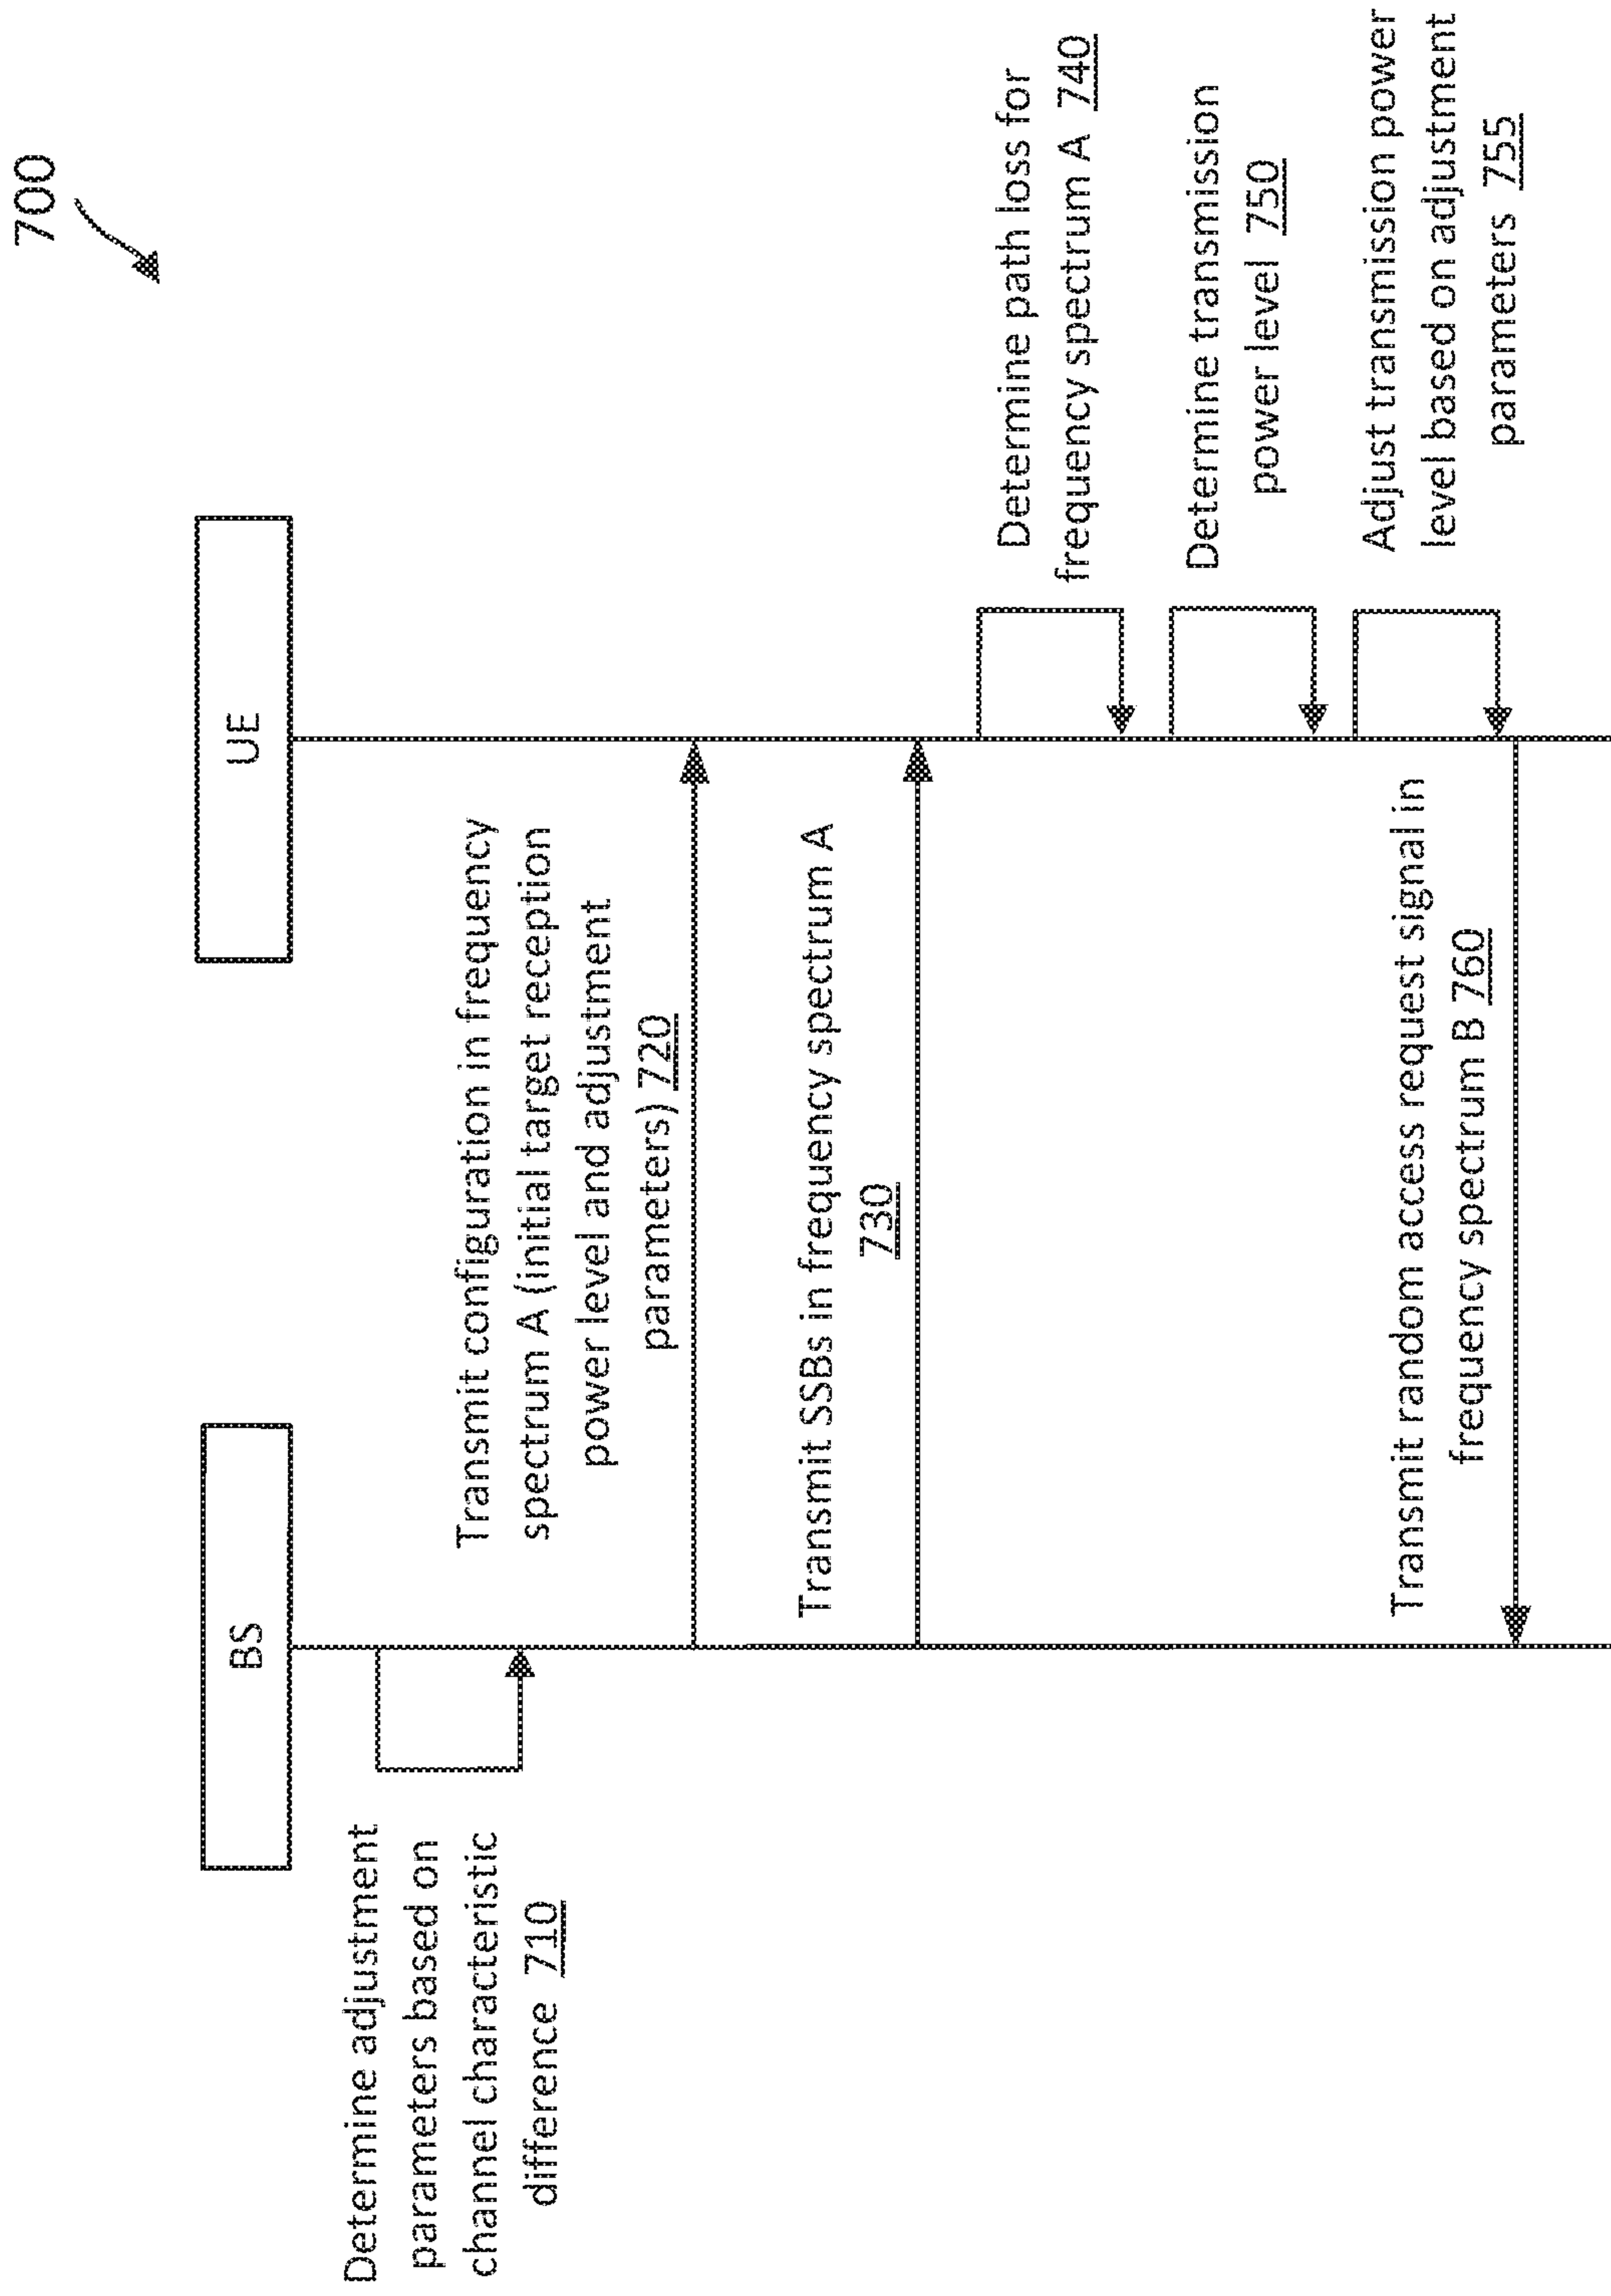 700
BS
UE
Determine adjustment
parameters based on
channel characteristic
difference 710
Transmit configuration in frequency
spectrum A (initial target reception
power level and adjustment
parameters) 720
Transmit SSBs in frequency spectrum A
730
Determine path loss for
frequency spectrum A 740
Determine transmission
power level 750
Adjust transmission power
level based on adjustment
parameters 755
Transmit random access request signal in
frequency spectrum B 760